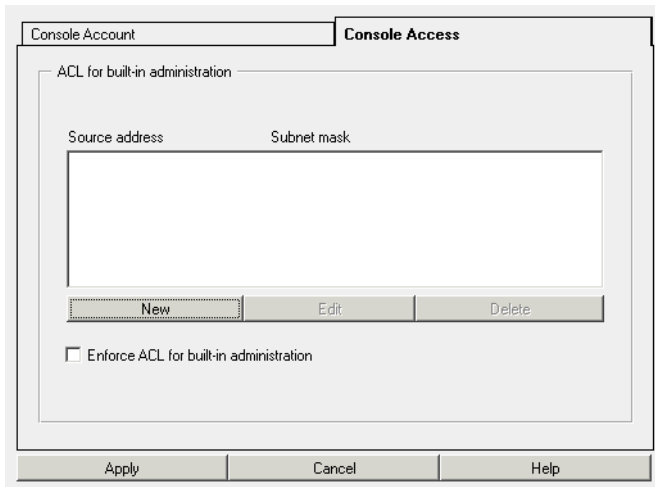 Console Account Console Access
ACL for built-in administration
Source address Subnet mask
New Edit Delete
Enforce ACL for built-in administration
Apply Cancel Help